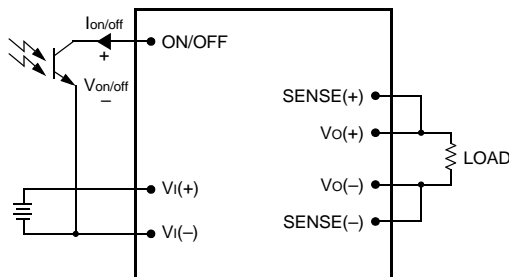 Ion/off
ON/OFF
+
Von/off
–
SENSE(+)
VO(+)
LOAD
VI(+)
VO(–)
VI(–)
SENSE(–)